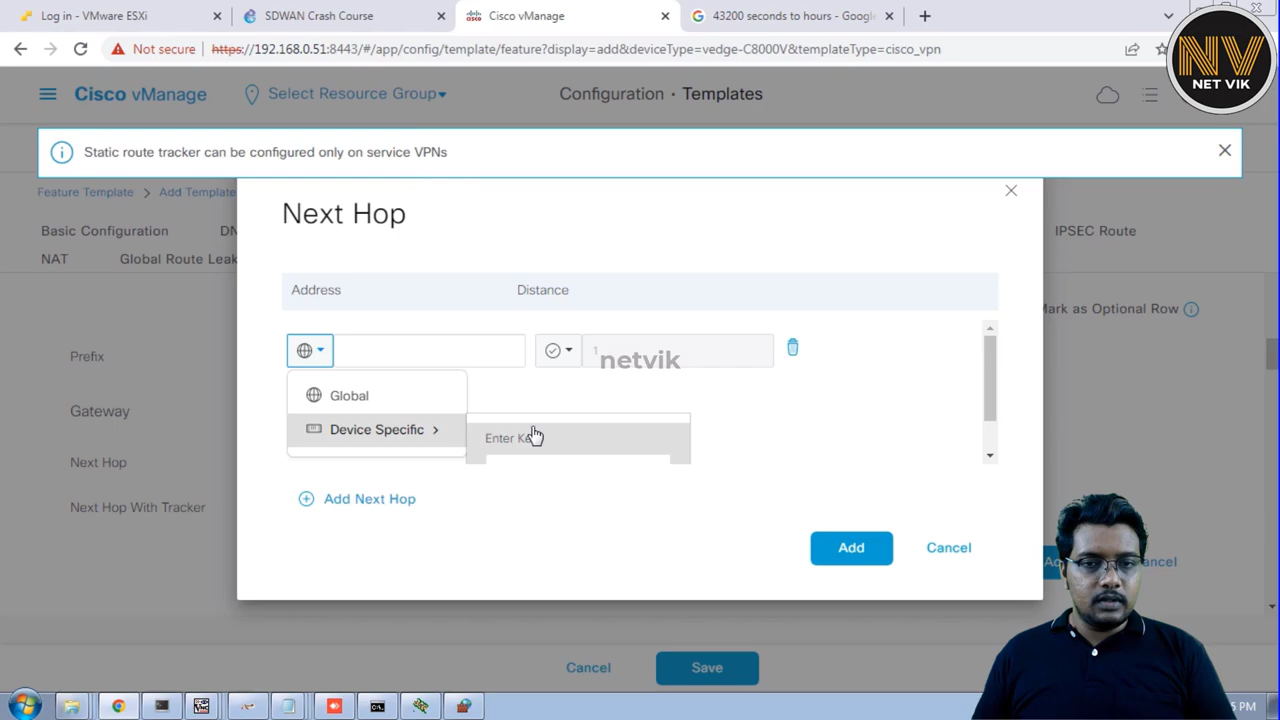 Log in - VMware ESXi
SDWAN Crash Course
Cisco vManage
43200 seconds to hours - Google
Not secure
https://192.168.0.51:8443/#/app/config/template/feature?display=add&deviceType=vedge-C8000V&templateType=cisco_vpn
NV
NET VIK
Cisco vManage
Select Resource Group
Configuration · Templates
Static route tracker can be configured only on service VPNs
Feature Template > Add Template
Basic Configuration
IPSEC Route
NAT
Global Route Leak
Next Hop
Address
Distance
Mark as Optional Row
Prefix
1
netvik
Global
Gateway
Device Specific
Enter
Next Hop
Next Hop With Tracker
Add Next Hop
Add
Cancel
Cancel
Save